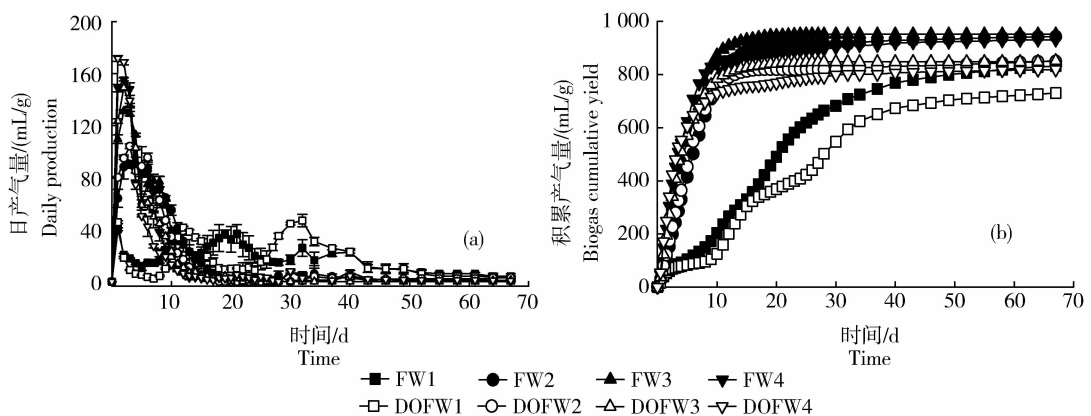 200
160
120
80
40
0
日产气量/(mL/g)
Daily production
(a)
10 20 30 40 50 60 70
时间/d
Time
1 000
800
600
400
200
0
积累产气量/(mL/g)
Biogas cumulative yield
(b)
0 10 20 30 40 50 60 70
时间/d
Time
FW1 FW2 FW3 FW4
DOFW1 DOFW2 DOFW3 DOFW4